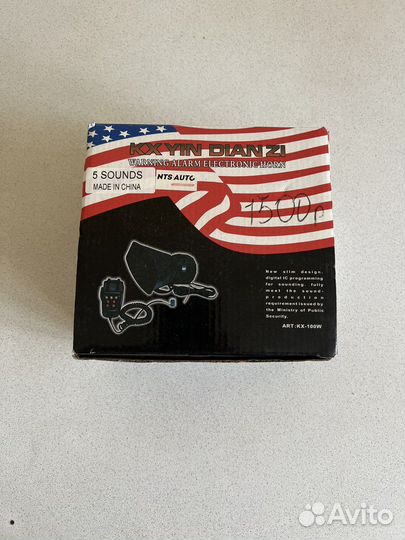 KX YIN DIAN ZI
WARNING ALARM ELECTRONIC HORN
5 SOUNDS
MADE IN CHINA
NTS AUTO
1500р
New slim design,
digital IC programming
for sounding, fully
meet the sound-
production
requirement issued by
the Ministry of Public
Security.
ART:KX-100W
Avito